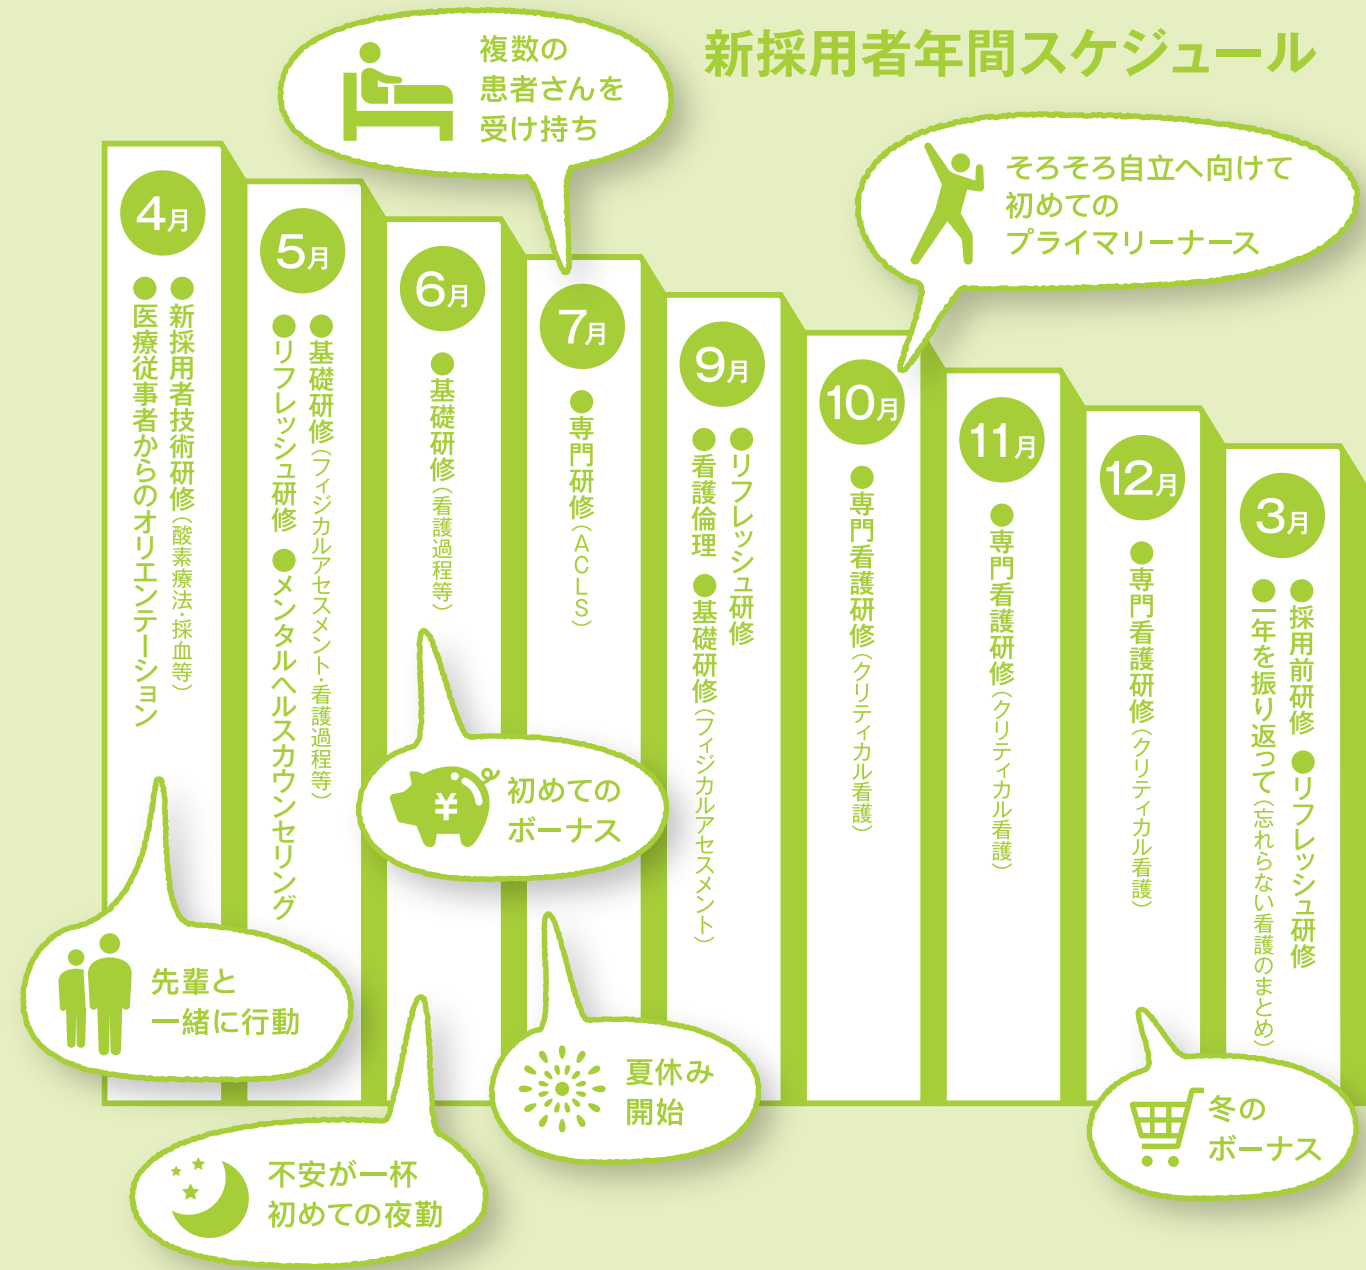 新採用者年間スケジュール
複数の
患者さんを
受け持ち
そろそろ自立へ向けて
初めての
プライマリーナース
4月
●新採用者技術研修(酸素療法・採血等)
●医療従事者からのオリエンテーション
先輩と
一緒に行動
5月
●基礎研修(フィジカルアセスメント・看護過程等)
●リフレッシュ研修 ●メンタルヘルスカウンセリング
6月
●基礎研修(看護過程等)
初めての
ボーナス
不安が一杯
初めての夜勤
7月
●専門研修(ACLS)
夏休み
開始
9月
●リフレッシュ研修
●看護倫理 ●基礎研修(フィジカルアセスメント)
10月
●専門看護研修(クリティカル看護)
11月
●専門看護研修(クリティカル看護)
12月
●専門看護研修(クリティカル看護)
冬の
ボーナス
3月
●採用前研修 ●リフレッシュ研修
●一年を振り返って(忘れらない看護のまとめ)